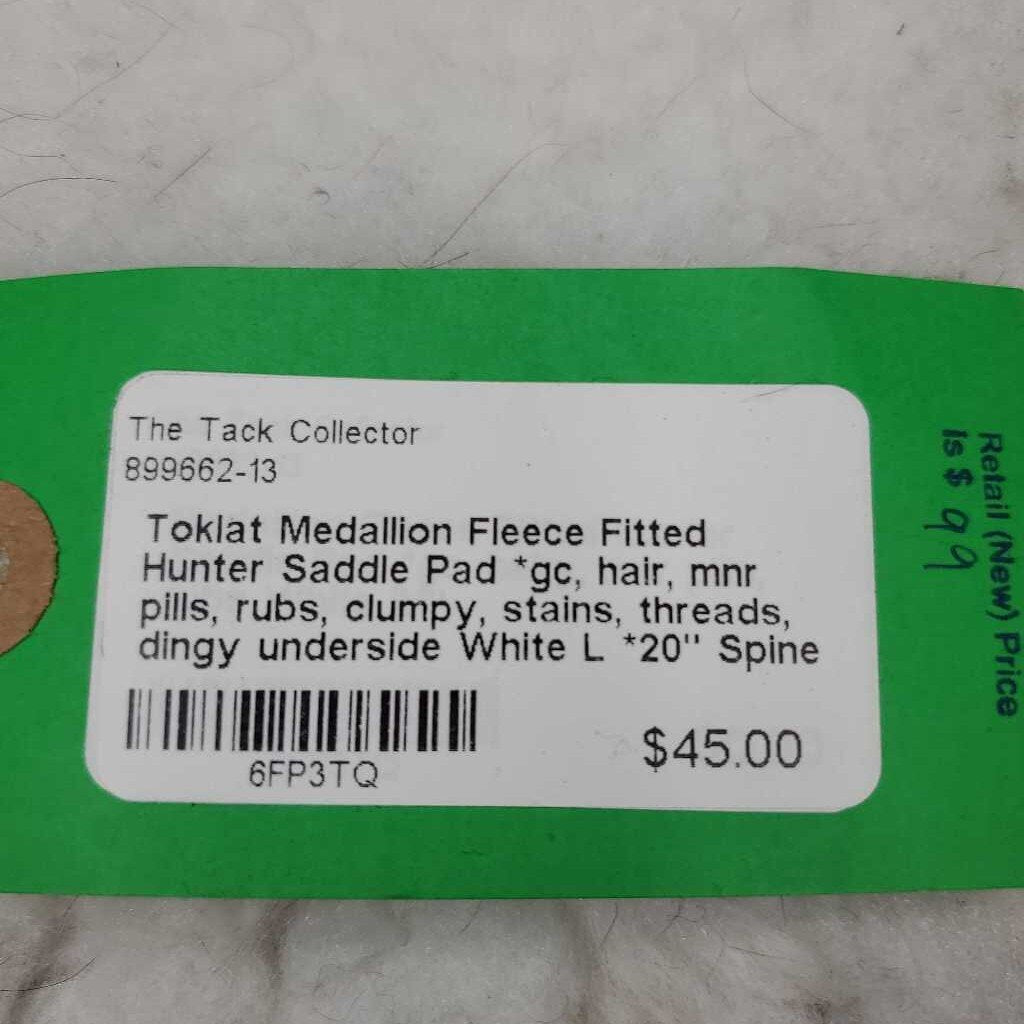 The Tack Collector
899662-13
Toklat Medallion Fleece Fitted
Hunter Saddle Pad *gc, hair, mnr
pills, rubs, clumpy, stains, threads,
dingy underside White L *20" Spine
6FP3TQ
$45.00
Retail (New) Price
Is $ 99